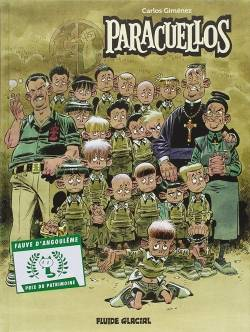 Carlos Giménez
PARACUELLOS
FAUVE D'ANGOULÊME
PRIX DU PATRIMOINE
FLUIDE GLACIAL